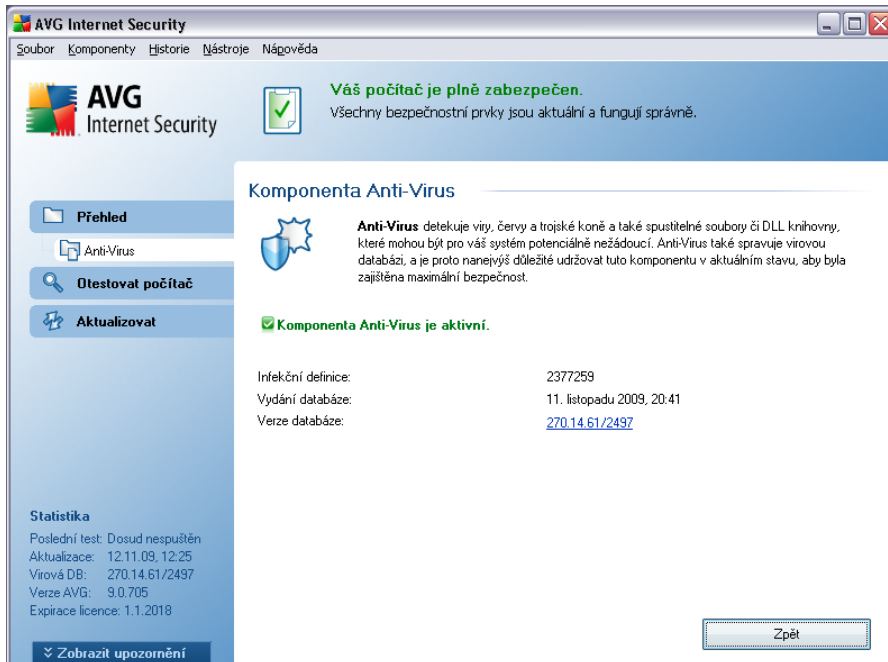 AVG Internet Security
Soubor Komponenty Historie Nástroje Nápověda
AVG
Internet Security
Váš počítač je plně zabezpečen.
Všechny bezpečnostní prvky jsou aktuální a fungují správně.
Přehled
Anti-Virus
Otestovat počítač
Aktualizovat
Komponenta Anti-Virus
Anti-Virus detekuje viry, červy a trojské koně a také spustitelné soubory či DLL knihovny,
které mohou být pro váš systém potenciálně nežádoucí. Anti-Virus také spravuje virovou
databázi, a je proto nanejvýš důležité udržovat tuto komponentu v aktuálním stavu, aby byla
zajištěna maximální bezpečnost.
Komponenta Anti-Virus je aktivní.
Infekční definice: 2377259
Vydání databáze: 11. listopadu 2009, 20:41
Verze databáze: 270.14.61/2497
Statistika
Poslední test: Dosud nespuštěn
Aktualizace: 12.11.09, 12:25
Virová DB: 270.14.61/2497
Verze AVG: 9.0.705
Expirace licence: 1.1.2018
Zobrazit upozornění
Zpět